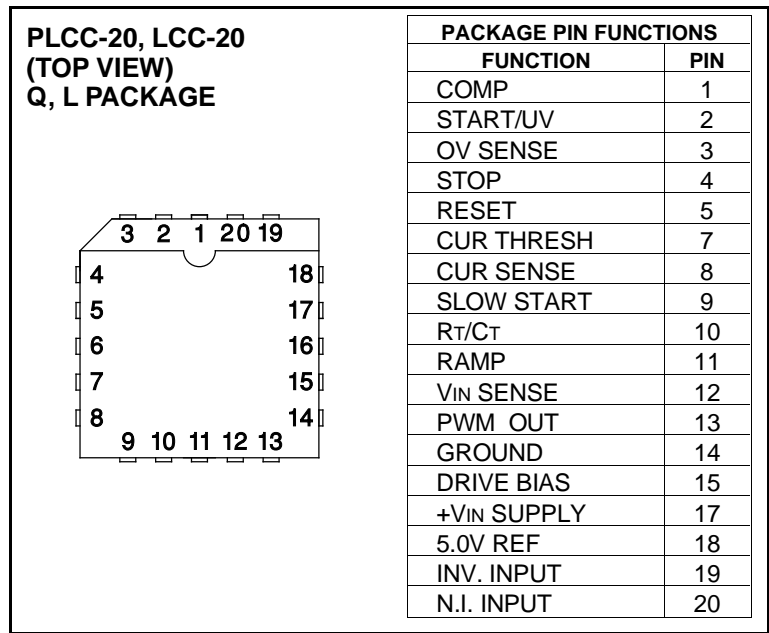 PLCC-20, LCC-20
(TOP VIEW)
Q, L PACKAGE
3 2 1 20 19
4 18
5 17
6 16
7 15
8 14
9 10 11 12 13
PACKAGE PIN FUNCTIONS
FUNCTION PIN
COMP 1
START/UV 2
OV SENSE 3
STOP 4
RESET 5
CUR THRESH 7
CUR SENSE 8
SLOW START 9
RT/CT 10
RAMP 11
VIN SENSE 12
PWM OUT 13
GROUND 14
DRIVE BIAS 15
+VIN SUPPLY 17
5.0V REF 18
INV. INPUT 19
N.I. INPUT 20